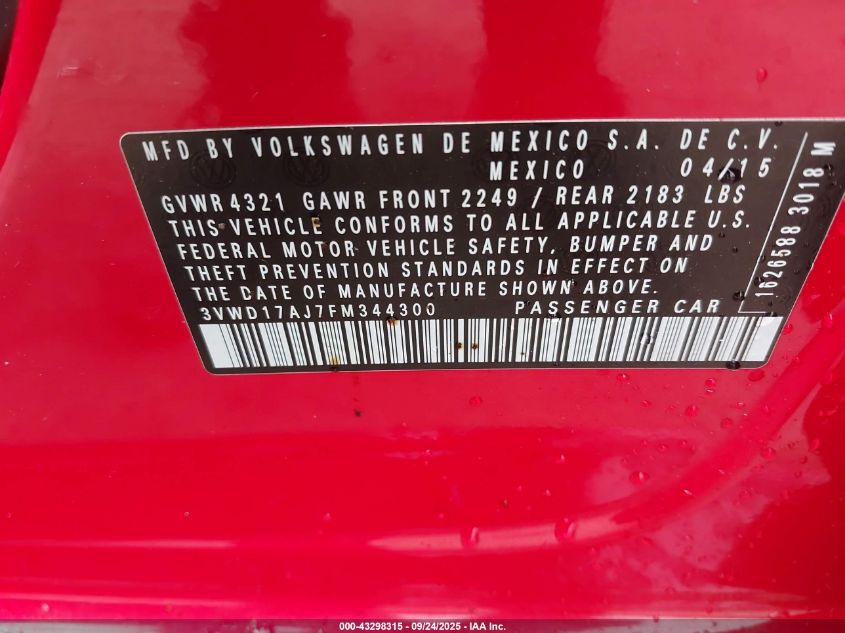 MFD BY VOLKSWAGEN DE MEXICO S.A. DE C.V.
MEXICO 04/15
GVWR 4321 GAWR FRONT 2249 / REAR 2183 LBS
THIS VEHICLE CONFORMS TO ALL APPLICABLE U.S.
FEDERAL MOTOR VEHICLE SAFETY, BUMPER AND
THEFT PREVENTION STANDARDS IN EFFECT ON
THE DATE OF MANUFACTURE SHOWN ABOVE.
3VWD17AJ7FM344300 PASSENGER CAR
1626588 3018 M
000-43298315 - 09/24/2025 - IAA Inc.